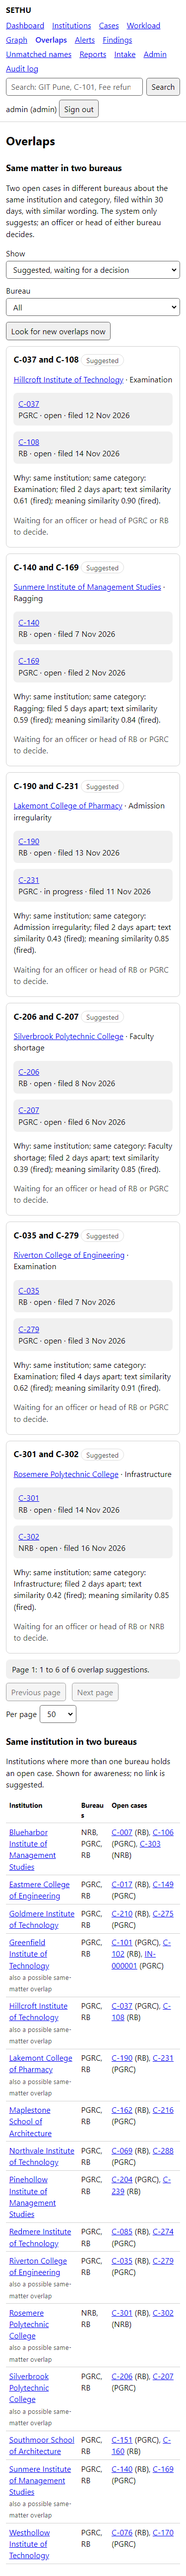 SETHU
Dashboard Institutions Cases Workload
Graph Overlaps Alerts Findings
Unmatched names Reports Intake Admin
Audit log
Search: GIT Pune, C-101, Fee refun Search
admin (admin) Sign out
Overlaps
Same matter in two bureaus
Two open cases in different bureaus about the
same institution and category, filed within 30
days, with similar wording. The system only
suggests; an officer or head of either bureau
decides.
Show
Suggested, waiting for a decision
Bureau
All
Look for new overlaps now
C-037 and C-108 Suggested
Hillcroft Institute of Technology · Examination
C-037
PGRC · open · filed 12 Nov 2026
C-108
RB · open · filed 14 Nov 2026
Why: same institution; same category:
Examination; filed 2 days apart; text similarity
0.61 (fired); meaning similarity 0.90 (fired).
Waiting for an officer or head of PGRC or RB
to decide.
C-140 and C-169 Suggested
Sunmere Institute of Management Studies ·
Ragging
C-140
RB · open · filed 7 Nov 2026
C-169
PGRC · open · filed 2 Nov 2026
Why: same institution; same category:
Ragging; filed 5 days apart; text similarity
0.59 (fired); meaning similarity 0.84 (fired).
Waiting for an officer or head of RB or PGRC
to decide.
C-190 and C-231 Suggested
Lakemont College of Pharmacy · Admission
irregularity
C-190
RB · open · filed 13 Nov 2026
C-231
PGRC · in progress · filed 11 Nov 2026
Why: same institution; same category:
Admission irregularity; filed 2 days apart; text
similarity 0.43 (fired); meaning similarity 0.85
(fired).
Waiting for an officer or head of RB or PGRC
to decide.
C-206 and C-207 Suggested
Silverbrook Polytechnic College · Faculty
shortage
C-206
RB · open · filed 8 Nov 2026
C-207
PGRC · open · filed 6 Nov 2026
Why: same institution; same category: Faculty
shortage; filed 2 days apart; text similarity
0.39 (fired); meaning similarity 0.85 (fired).
Waiting for an officer or head of RB or PGRC
to decide.
C-035 and C-279 Suggested
Riverton College of Engineering ·
Examination
C-035
RB · open · filed 7 Nov 2026
C-279
PGRC · open · filed 3 Nov 2026
Why: same institution; same category:
Examination; filed 4 days apart; text similarity
0.62 (fired); meaning similarity 0.91 (fired).
Waiting for an officer or head of RB or PGRC
to decide.
C-301 and C-302 Suggested
Rosemere Polytechnic College · Infrastructure
C-301
RB · open · filed 14 Nov 2026
C-302
NRB · open · filed 16 Nov 2026
Why: same institution; same category:
Infrastructure; filed 2 days apart; text
similarity 0.42 (fired); meaning similarity 0.85
(fired).
Waiting for an officer or head of RB or NRB
to decide.
Page 1: 1 to 6 of 6 overlap suggestions.
Previous page Next page
Per page 50
Same institution in two bureaus
Institutions where more than one bureau holds
an open case. Shown for awareness; no link is
suggested.
Institution Bureau Open cases
s
Blueharbor NRB, C-007 (RB), C-106
Institute of PGRC, (PGRC), C-303
Management RB (NRB)
Studies
Eastmere College PGRC, C-017 (RB), C-149
of Engineering RB (PGRC)
Goldmere Institute PGRC, C-210 (RB), C-275
of Technology RB (PGRC)
Greenfield PGRC, C-101 (PGRC), C-
Institute of RB 102 (RB), IN-
Technology 000001 (PGRC)
also a possible same-
matter overlap
Hillcroft Institute PGRC, C-037 (PGRC), C-
of Technology RB 108 (RB)
also a possible same-
matter overlap
Lakemont College PGRC, C-190 (RB), C-231
of Pharmacy RB (PGRC)
also a possible same-
matter overlap
Maplestone PGRC, C-162 (RB), C-216
School of RB (PGRC)
Architecture
Northvale Institute PGRC, C-069 (RB), C-288
of Technology RB (PGRC)
Pinehollow PGRC, C-204 (PGRC), C-
Institute of RB 239 (RB)
Management
Studies
Redmere Institute PGRC, C-085 (RB), C-274
of Technology RB (PGRC)
Riverton College PGRC, C-035 (RB), C-279
of Engineering RB (PGRC)
also a possible same-
matter overlap
Rosemere NRB, C-301 (RB), C-302
Polytechnic RB (NRB)
College
also a possible same-
matter overlap
Silverbrook PGRC, C-206 (RB), C-207
Polytechnic RB (PGRC)
College
also a possible same-
matter overlap
Southmoor School PGRC, C-151 (PGRC), C-
of Architecture RB 160 (RB)
Sunmere Institute PGRC, C-140 (RB), C-169
of Management RB (PGRC)
Studies
also a possible same-
matter overlap
Westhollow PGRC, C-076 (RB), C-170
Institute of RB (PGRC)
Technology